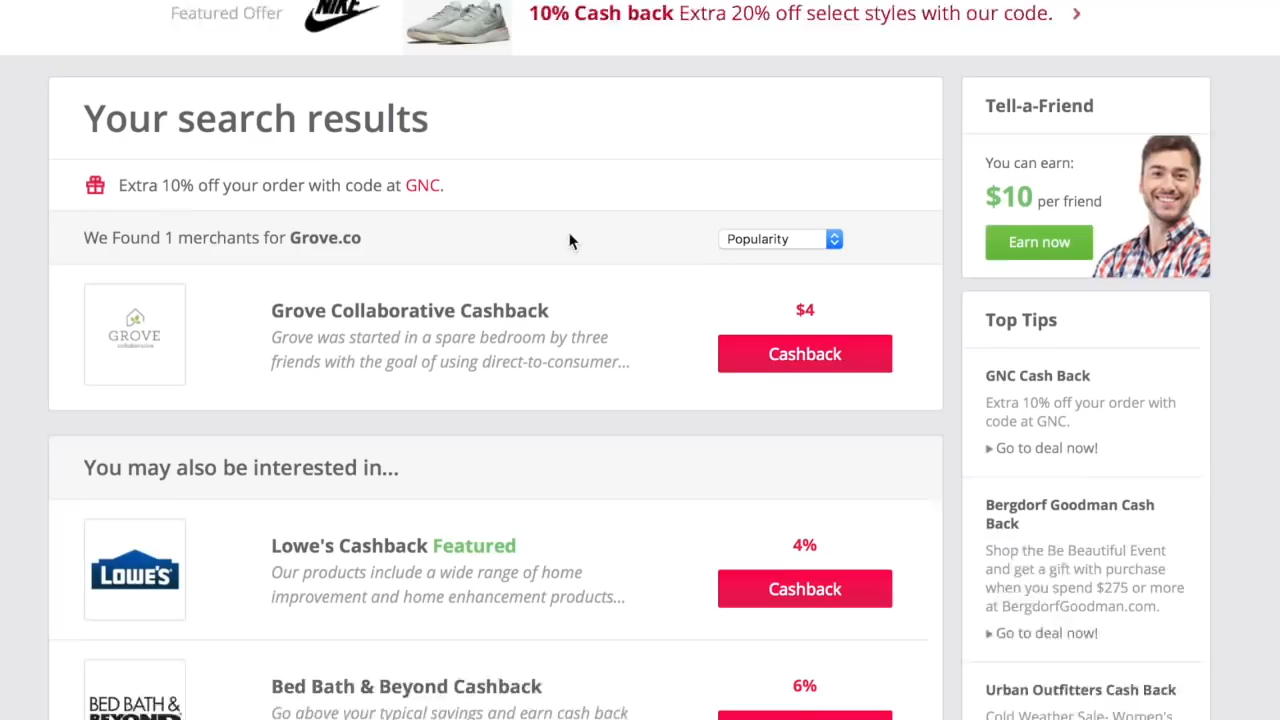 Featured Offer
NIKE
10% Cash back Extra 20% off select styles with our code.
Your search results
Extra 10% off your order with code at GNC.
We Found 1 merchants for Grove.co
Popularity
GROVE
collaborative
Grove Collaborative Cashback
Grove was started in a spare bedroom by three
friends with the goal of using direct-to-consumer...
$4
Cashback
You may also be interested in...
LOWE'S
Lowe's Cashback Featured
Our products include a wide range of home
improvement and home enhancement products...
4%
Cashback
BED BATH &
BEYOND
Bed Bath & Beyond Cashback
Go above your typical savings and earn cash back
6%
Tell-a-Friend
You can earn:
$10 per friend
Earn now
Top Tips
GNC Cash Back
Extra 10% off your order with
code at GNC.
Go to deal now!
Bergdorf Goodman Cash
Back
Shop the Be Beautiful Event
and get a gift with purchase
when you spend $275 or more
at BergdorfGoodman.com.
Go to deal now!
Urban Outfitters Cash Back
Cold Weather Sale- Women's